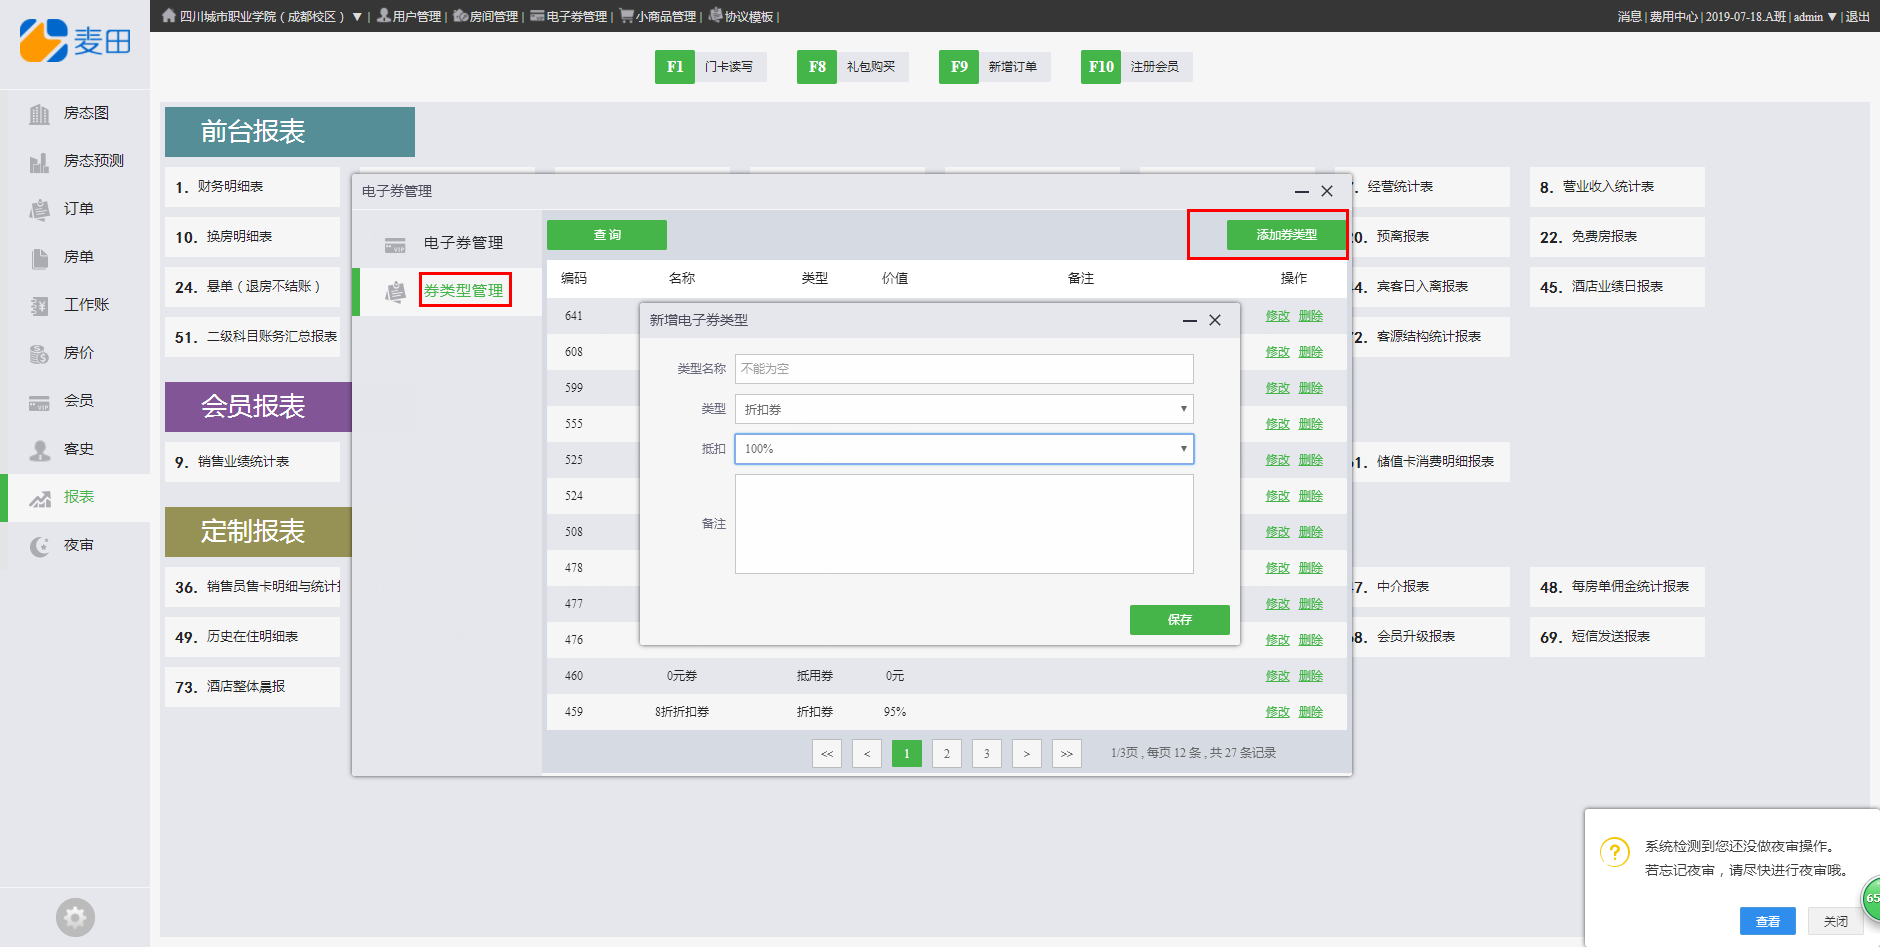 四川城市职业学院（成都校区） ▼ | 用户管理 | 房间管理 | 电子券管理 | 小商品管理 | 协议模板 |
消息 | 费用中心 | 2019-07-18.A班 | admin ▼ | 退出
麦田
F1 门卡读写 F8 礼包购买 F9 新增订单 F10 注册会员
房态图
房态预测
订单
房单
工作账
房价
会员
客史
报表
夜审
前台报表
1. 财务明细表
7. 经营统计表
8. 营业收入统计表
10. 换房明细表
20. 预离报表
22. 免费房报表
24. 悬单（退房不结账）
44. 宾客日入离报表
45. 酒店业绩日报表
51. 二级科目账务汇总报表
72. 客源结构统计报表
会员报表
9. 销售业绩统计表
61. 储值卡消费明细报表
定制报表
36. 销售员售卡明细与统计
47. 中介报表
48. 每房单佣金统计报表
49. 历史在住明细表
68. 会员升级报表
69. 短信发送报表
73. 酒店整体晨报
电子券管理
电子券管理
券类型管理
查 询
添加券类型
编码 名称 类型 价值 备注 操作
641 修改 删除
608 修改 删除
599 修改 删除
555 修改 删除
525 修改 删除
524 修改 删除
508 修改 删除
478 修改 删除
477 修改 删除
476 修改 删除
460 0元券 抵用券 0元 修改 删除
459 8折折扣券 折扣券 95% 修改 删除
<< < 1 2 3 > >> 1/3页 , 每页 12 条 , 共 27 条记录
新增电子券类型
类型名称 不能为空
类型 折扣券
抵扣 100%
备注
保存
系统检测到您还没做夜审操作。
若忘记夜审，请尽快进行夜审哦。
查看 关闭
65